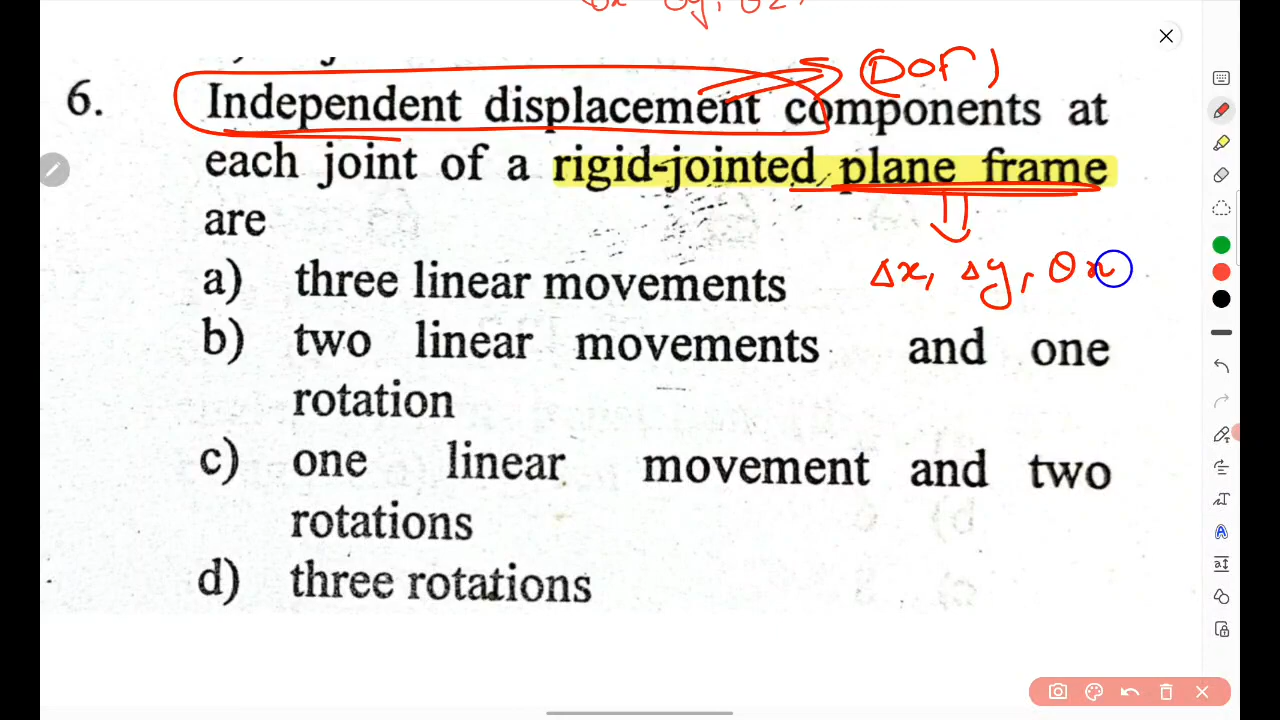 6.
(DOF)
Independent displacement components at
each joint of a rigid-jointed plane frame
are
Δx, Δy, θx
a) three linear movements
b) two linear movements and one
rotation
c) one linear movement and two
rotations
d) three rotations